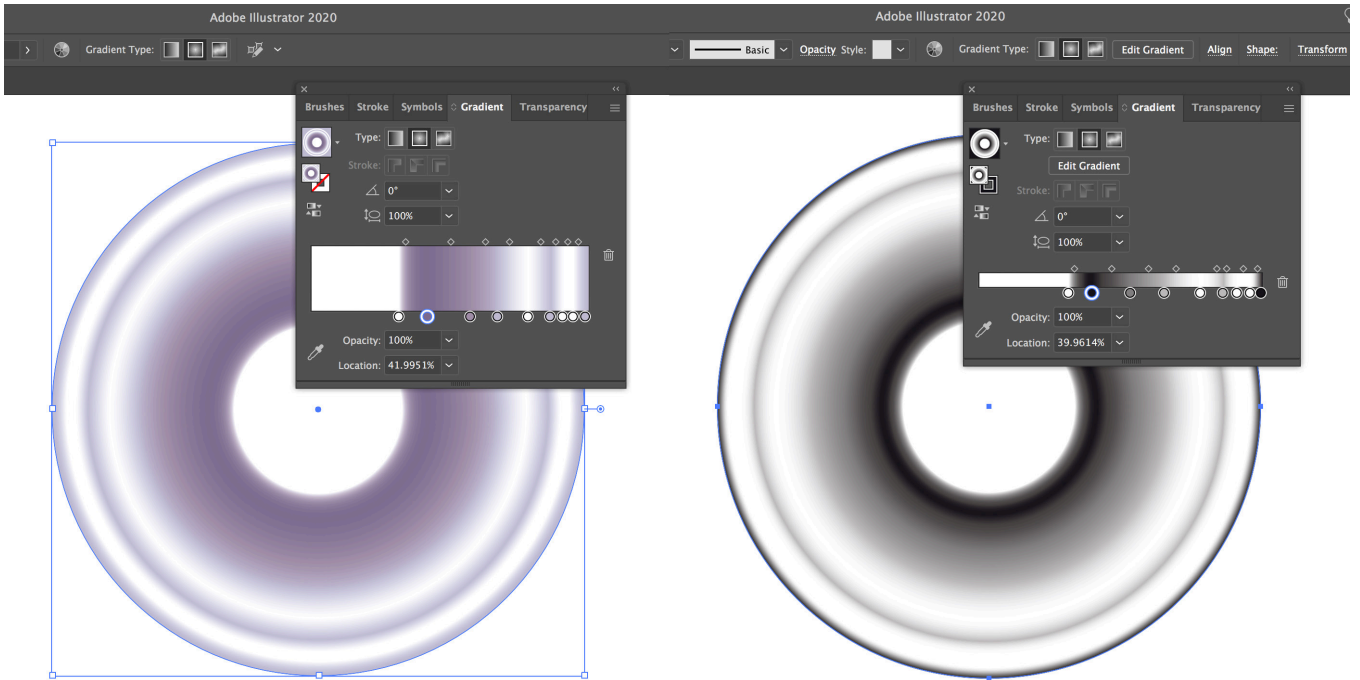 Adobe Illustrator 2020
Gradient Type:
Brushes Stroke Symbols Gradient Transparency
Type:
Stroke:
0°
100%
Opacity: 100%
Location: 41.9951%
Adobe Illustrator 2020
Basic Opacity Style: Gradient Type: Edit Gradient Align Shape: Transform
Brushes Stroke Symbols Gradient Transparency
Type:
Edit Gradient
Stroke:
0°
100%
Opacity: 100%
Location: 39.9614%